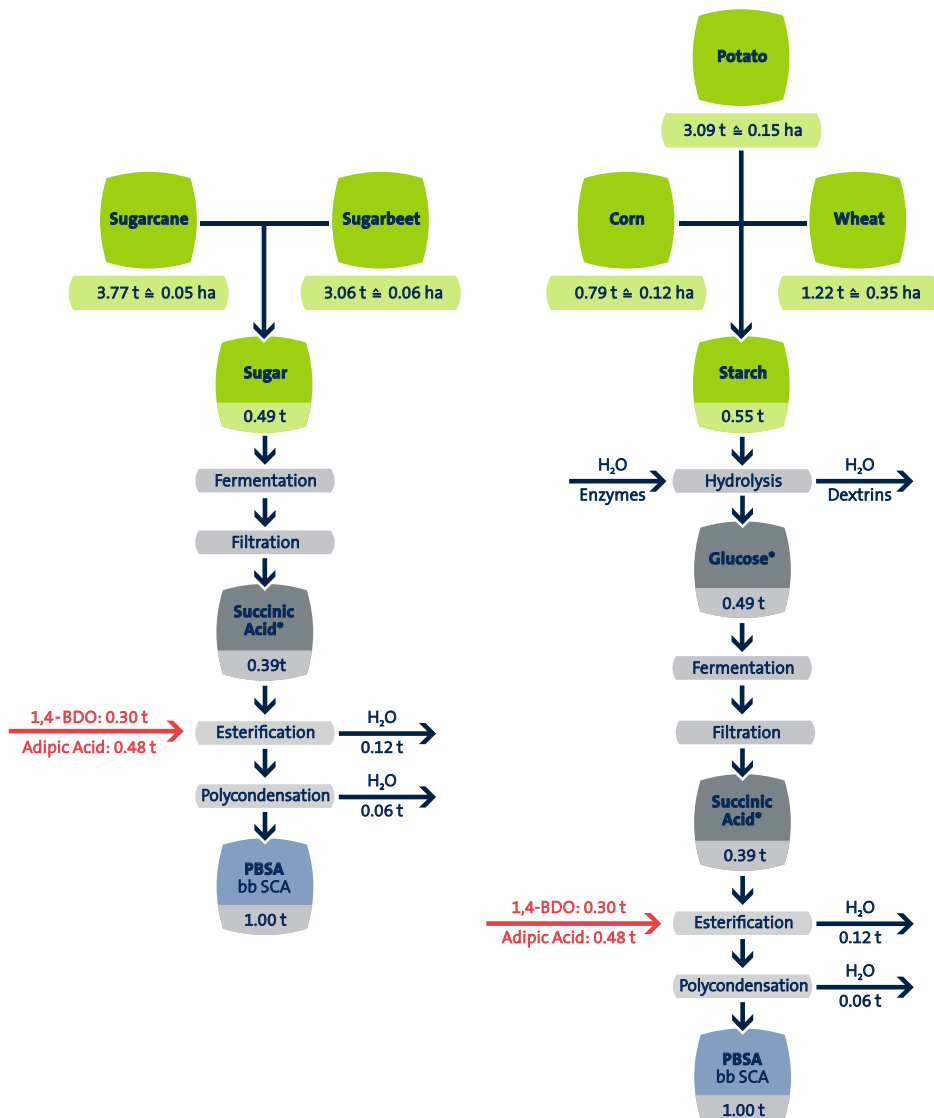 Sugarcane
3.77 t ≙ 0.05 ha
Sugarbeet
3.06 t ≙ 0.06 ha
Sugar
0.49 t
Fermentation
Filtration
Succinic
Acid*
0.39t
1,4-BDO: 0.30 t
Adipic Acid: 0.48 t
Esterification
H₂O
0.12 t
Polycondensation
H₂O
0.06 t
PBSA
bb SCA
1.00 t
Potato
3.09 t ≙ 0.15 ha
Corn
0.79 t ≙ 0.12 ha
Wheat
1.22 t ≙ 0.35 ha
Starch
0.55 t
H₂O
Enzymes
Hydrolysis
H₂O
Dextrins
Glucose*
0.49 t
Fermentation
Filtration
Succinic
Acid*
0.39 t
1,4-BDO: 0.30 t
Adipic Acid: 0.48 t
Esterification
H₂O
0.12 t
Polycondensation
H₂O
0.06 t
PBSA
bb SCA
1.00 t